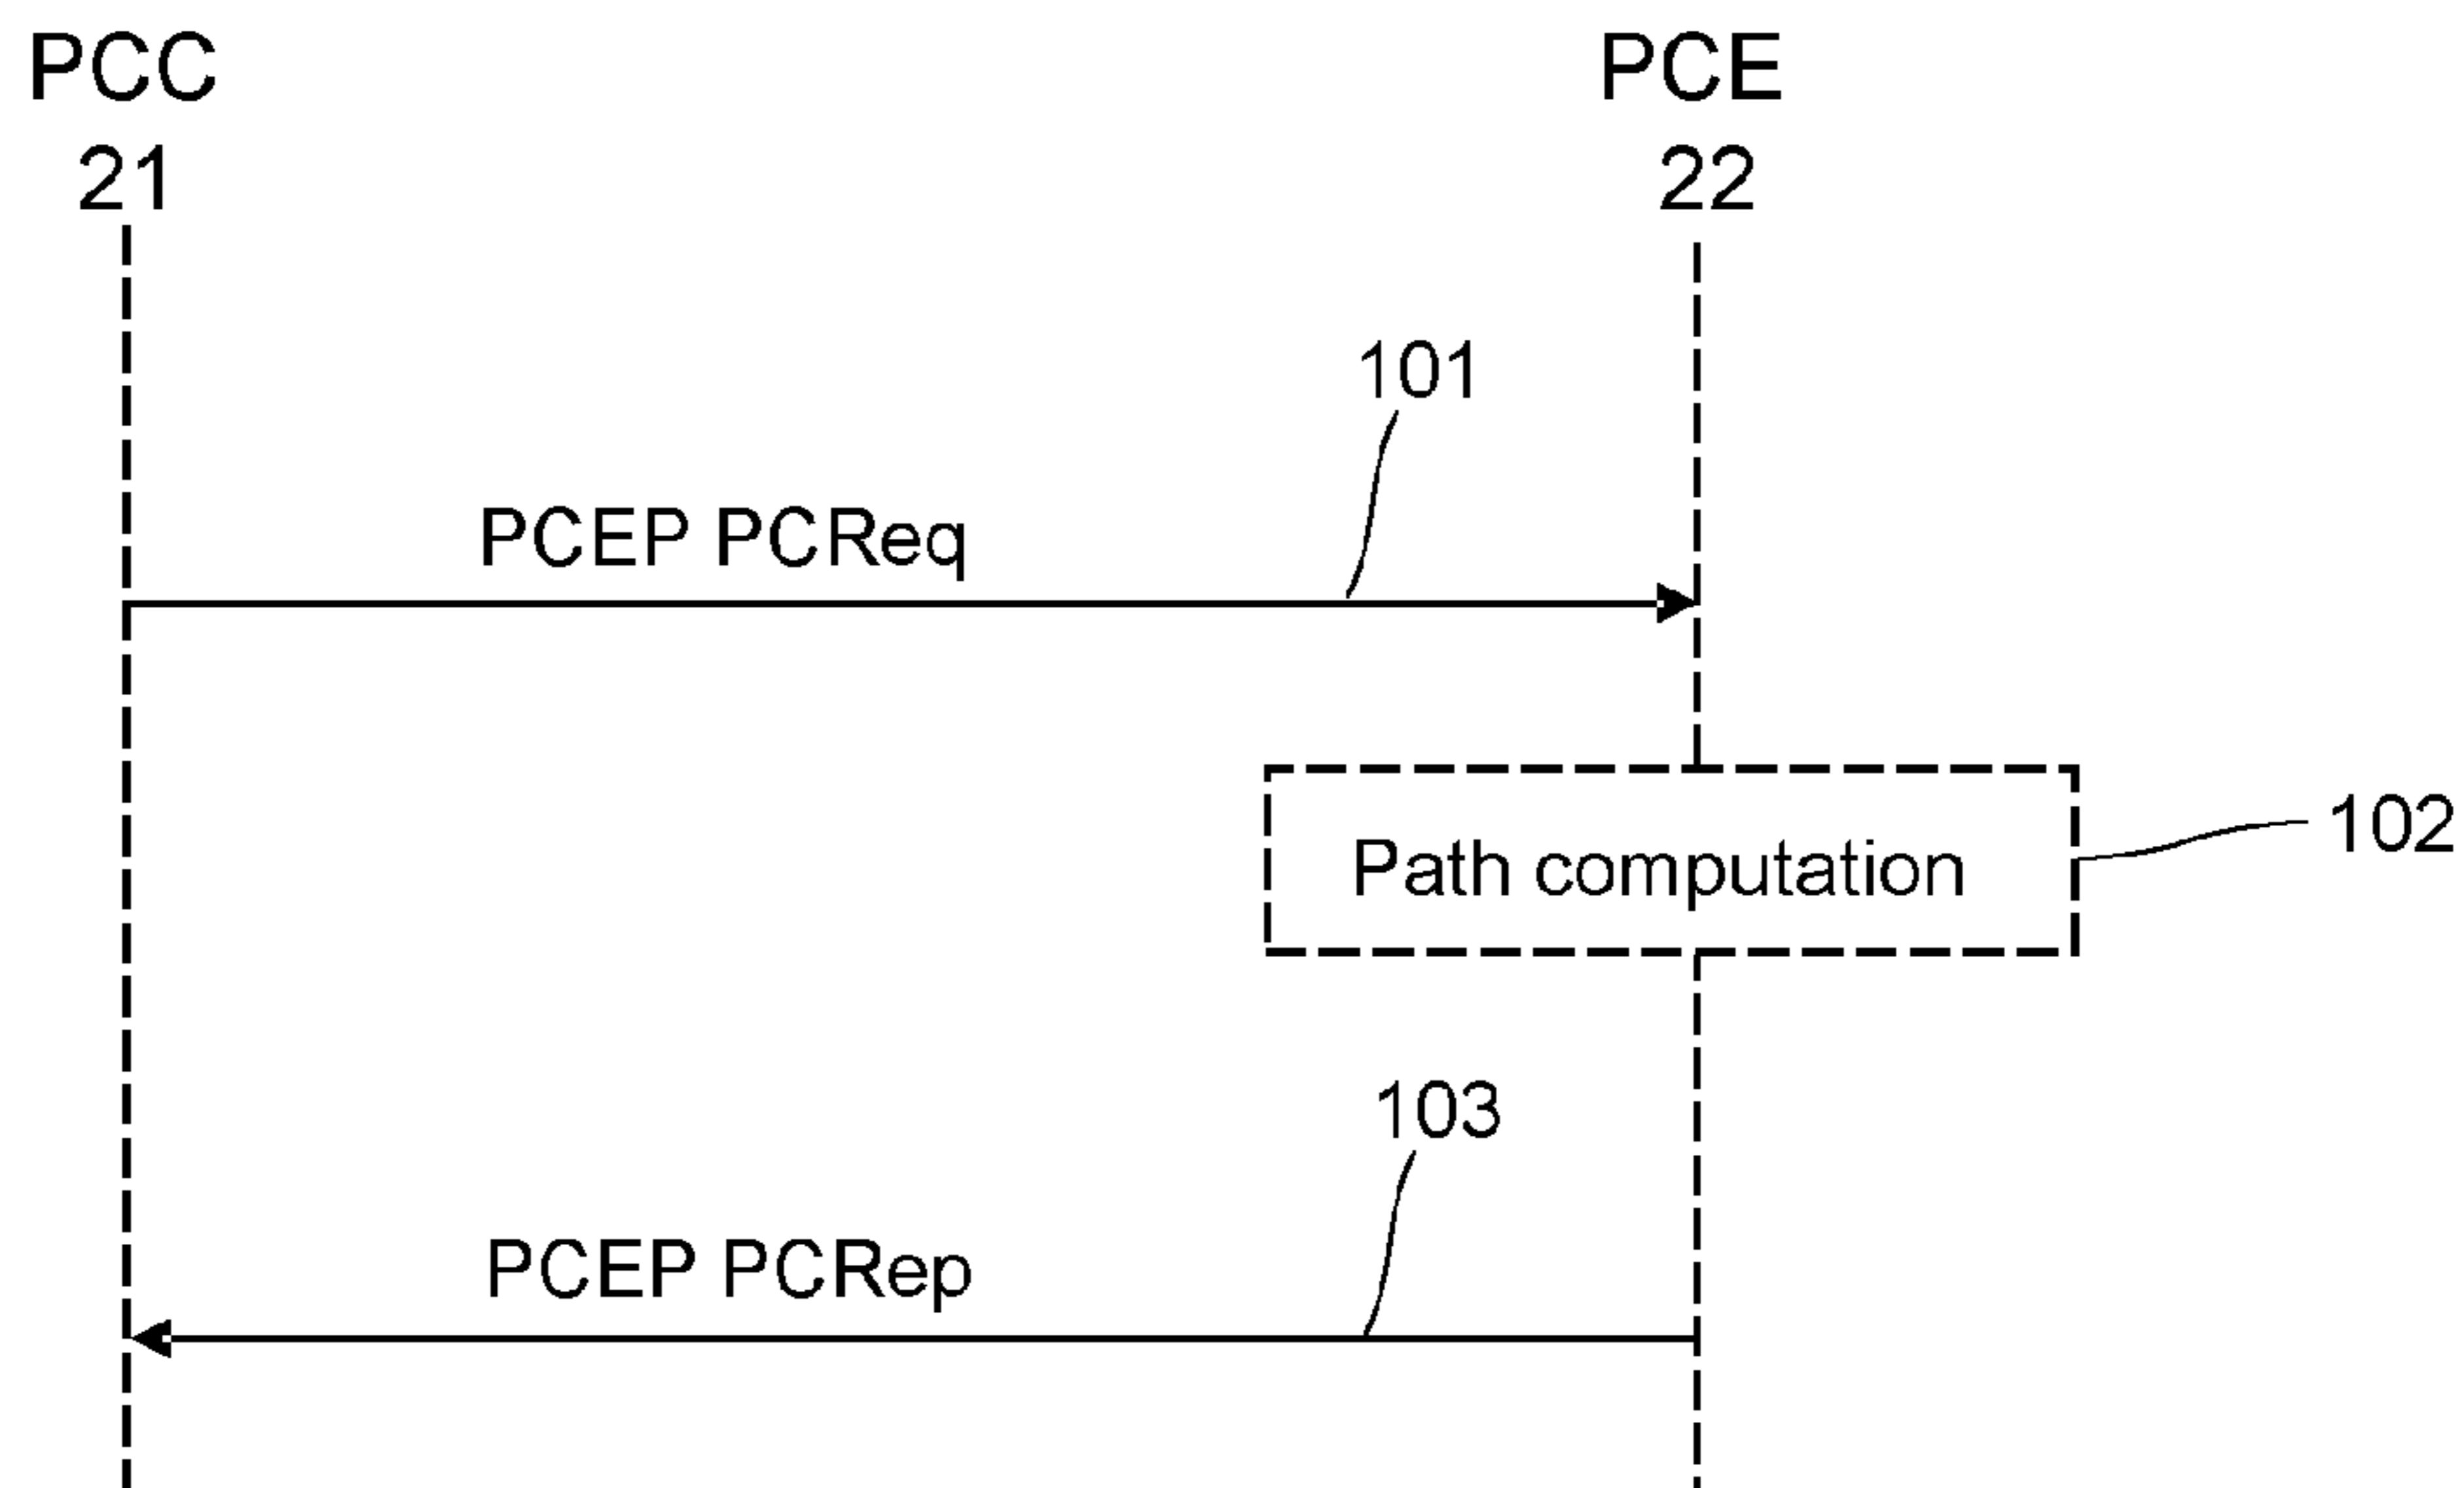 PCC
21
PCE
22
101
PCEP PCReq
Path computation
102
103
PCEP PCRep